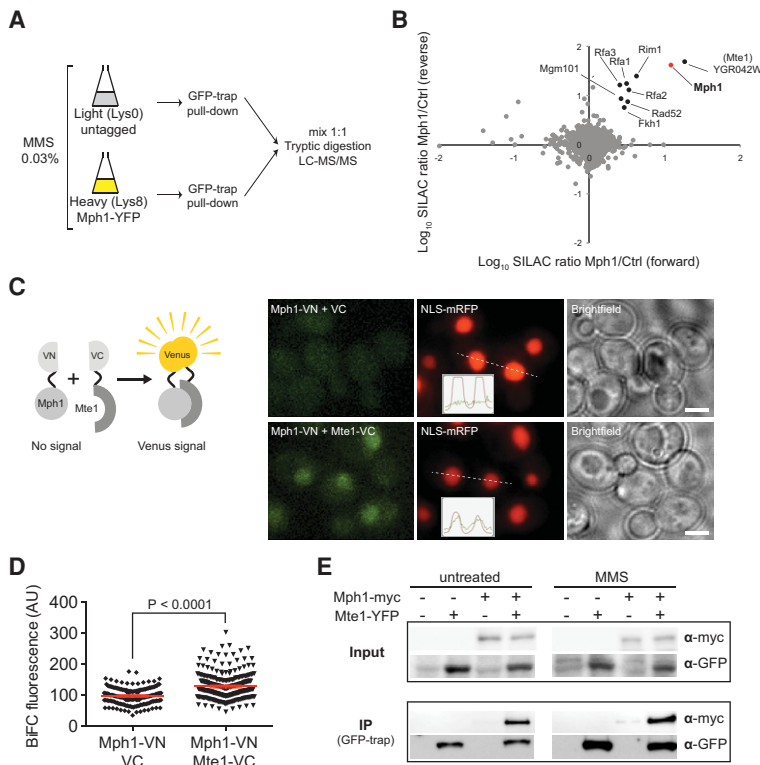 A
MMS
0.03%
Light (Lys0)
untagged
GFP-trap
pull-down
Heavy (Lys8)
Mph1-YFP
GFP-trap
pull-down
mix 1:1
Tryptic digestion
LC-MS/MS
B
Log10 SILAC ratio Mph1/Ctrl (reverse)
2
1
-1
-2
-2
-1
0
1
2
Rfa3
Rfa1
Rim1
(Mte1)
YGR042W
Mph1
Mgm101
Rfa2
Rad52
Fkh1
Log10 SILAC ratio Mph1/Ctrl (forward)
C
VN
VC
+
Mph1
Mte1
Venus
No signal
Venus signal
Mph1-VN + VC
NLS-mRFP
Brightfield
Mph1-VN + Mte1-VC
NLS-mRFP
Brightfield
D
BiFC fluorescence (AU)
400
300
200
100
0
P < 0.0001
Mph1-VN
VC
Mph1-VN
Mte1-VC
E
untreated MMS
Mph1-myc - - + + - - + +
Mte1-YFP - + - + - + - +
Input
α-myc
α-GFP
IP
(GFP-trap)
α-myc
α-GFP